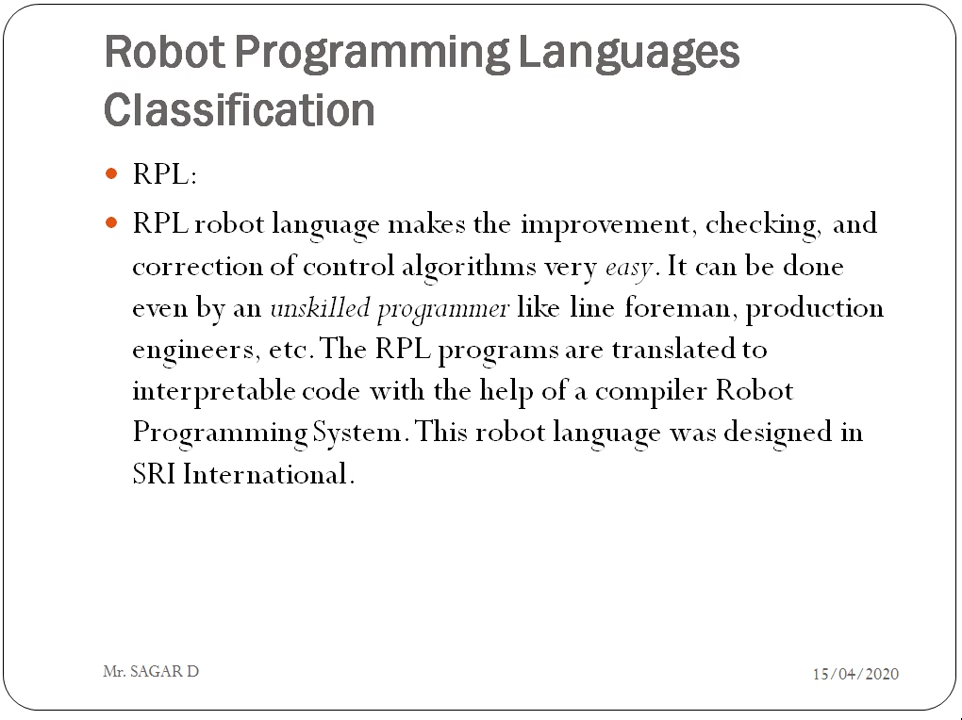 Robot Programming Languages
Classification
• RPL:
• RPL robot language makes the improvement, checking, and
correction of control algorithms very easy. It can be done
even by an unskilled programmer like line foreman, production
engineers, etc. The RPL programs are translated to
interpretable code with the help of a compiler Robot
Programming System. This robot language was designed in
SRI International.
Mr. SAGAR D
15/04/2020